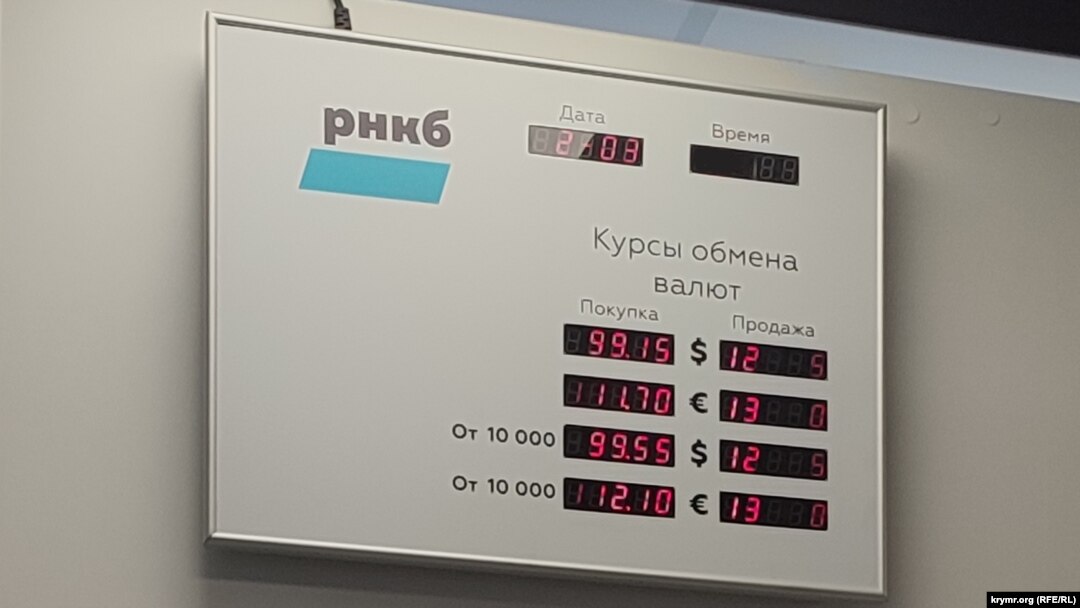 рнкб
Дата
Время
Курсы обмена
валют
Покупка Продажа
99.15 $
111.70 €
От 10 000 99.55 $
От 10 000 112.10 €
krymr.org (RFE/RL)